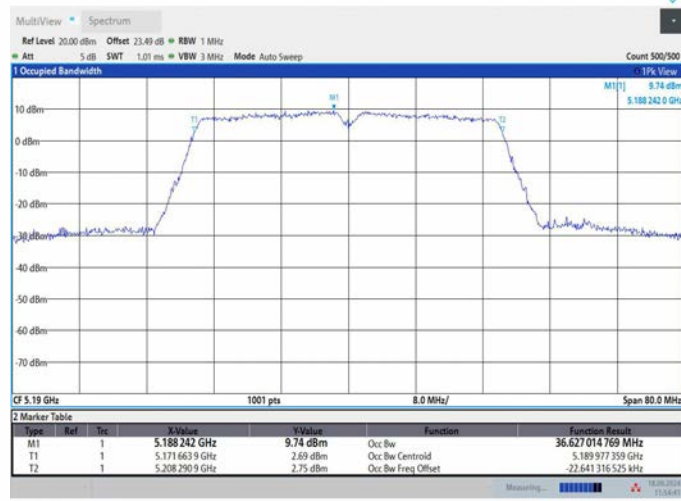 MultiView Spectrum
Ref Level 20.00 dBm Offset 23.49 dB RBW 1 MHz
Att 5 dB SWT 1.01 ms VBW 3 MHz Mode Auto Sweep Count 500/500
1 Occupied Bandwidth 1Pk View
M1[1] 9.74 dBm
5.188 242 0 GHz
M1
10 dBm
T1 T2
0 dBm
-10 dBm
-20 dBm
-30 dBm
-40 dBm
-50 dBm
-60 dBm
-70 dBm
CF 5.19 GHz 1001 pts 8.0 MHz/ Span 80.0 MHz
2 Marker Table
Type Ref Trc X-Value Y-Value Function Function Result
M1 1 5.188 242 GHz 9.74 dBm Occ Bw 36.627 014 769 MHz
T1 1 5.171 663 9 GHz 2.69 dBm Occ Bw Centroid 5.189 977 359 GHz
T2 1 5.208 290 9 GHz 2.75 dBm Occ Bw Freq Offset -22.641 316 525 kHz
Measuring...